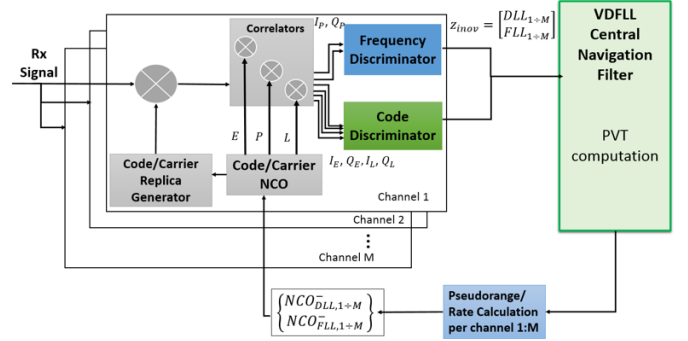 Rx
Signal
Correlators
I_P, Q_P
Frequency
Discriminator
Code
Discriminator
I_E, Q_E, I_L, Q_L
E
P
L
Code/Carrier
Replica
Generator
Code/Carrier
NCO
Channel 1
Channel 2
Channel M
z_inov = [DLL_1÷M
FLL_1÷M]
VDFLL
Central
Navigation
Filter
PVT
computation
Pseudorange/
Rate Calculation
per channel 1:M
{NCO⁻_DLL,1÷M
NCO⁻_FLL,1÷M}